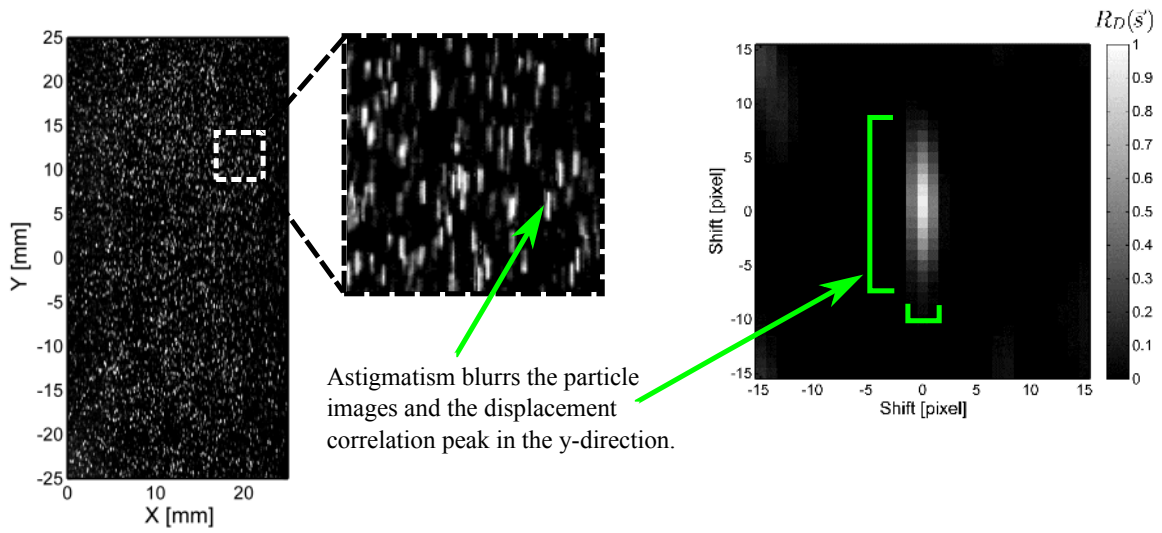 25
20
15
10
5
0
-5
-10
-15
-20
-25
Y [mm]
0 10 20
X [mm]
Astigmatism blurrs the particle
images and the displacement
correlation peak in the y-direction.
15
10
5
0
-5
-10
-15
Shift [pixel]
-15 -10 -5 0 5 10 15
Shift [pixel]
R_D(s⃗)
1
0.9
0.8
0.7
0.6
0.5
0.4
0.3
0.2
0.1
0